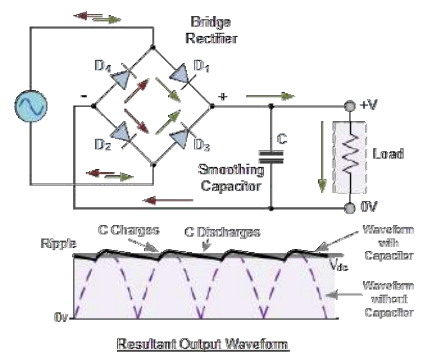 Bridge
Rectifier
D4
D1
-
+
+V
D2
D3
C
Smoothing
Capacitor
Load
0V
C Charges
C Discharges
Waveform
with
Capacitor
Ripple
Vdc
Waveform
without
Capacitor
0v
Resultant Output Waveform